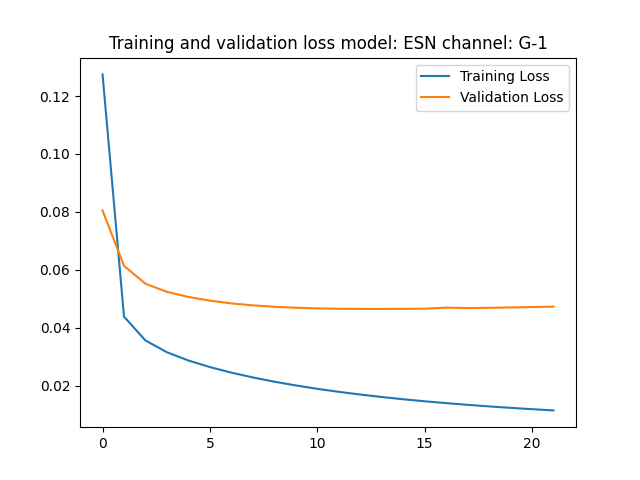 Training and validation loss model: ESN channel: G-1
Training Loss
Validation Loss
0.12
0.10
0.08
0.06
0.04
0.02
0 5 10 15 20